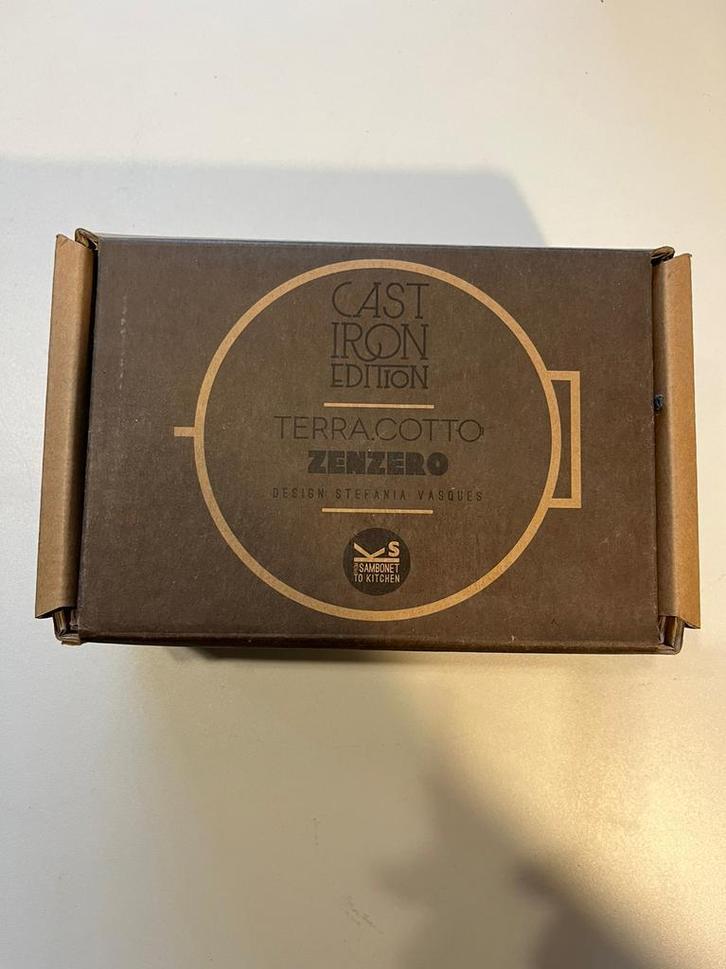 CAST
IRON
EDITION
TERRA.COTTO
ZENZERO
DESIGN STEFANIA VASQUES
KS
SAMBONET
TO KITCHEN